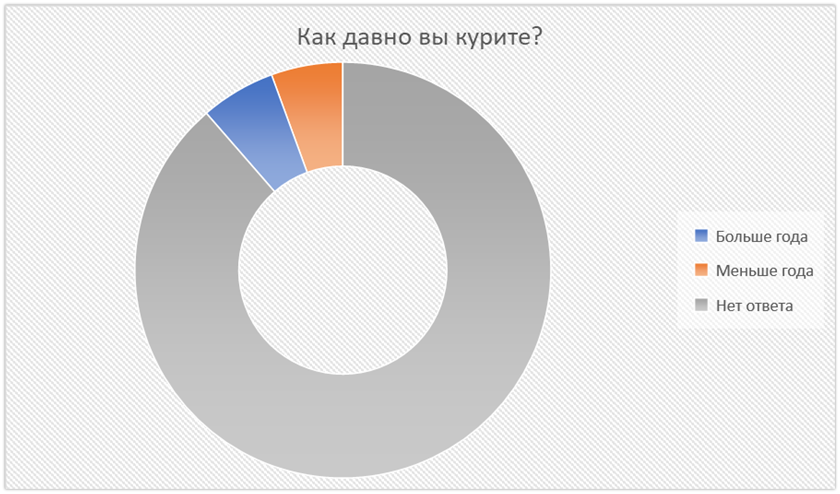 Как давно вы курите?
Больше года
Меньше года
Нет ответа